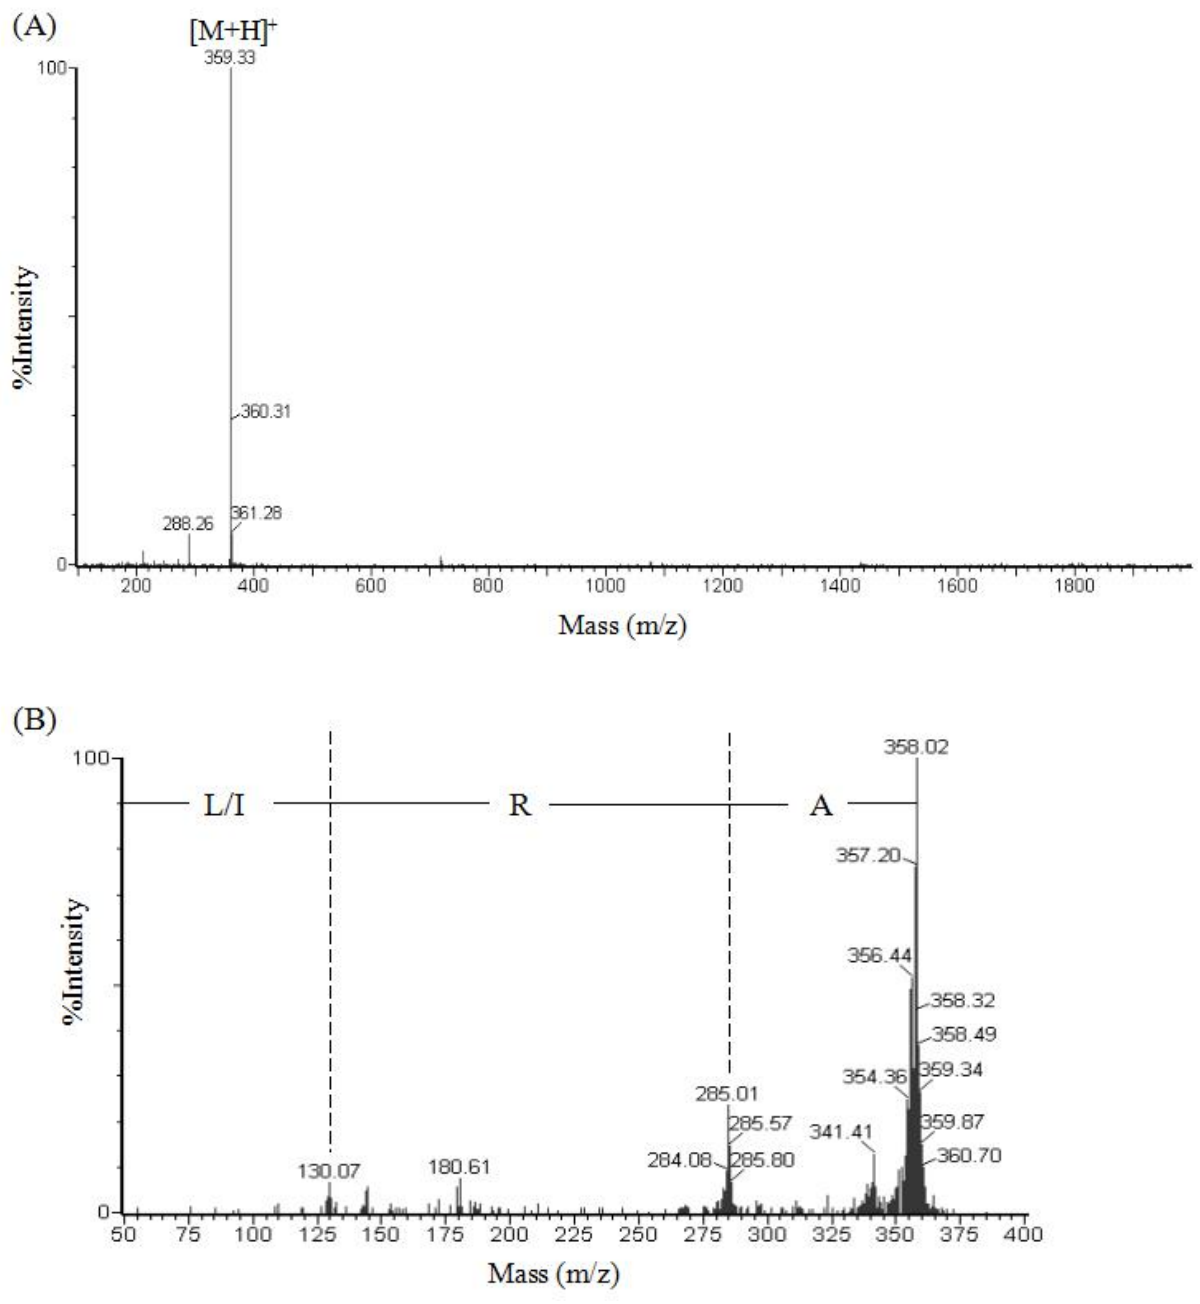 (A)
[M+H]+
359.33
100
360.31
361.28
288.26
0
%Intensity
200 400 600 800 1000 1200 1400 1600 1800
Mass (m/z)
(B)
358.02
100
L/I R A
357.20
356.44
358.32
358.49
354.36 359.34
285.01
285.57 341.41 359.87
284.08 285.80 360.70
130.07 180.61
0
%Intensity
50 75 100 125 150 175 200 225 250 275 300 325 350 375 400
Mass (m/z)